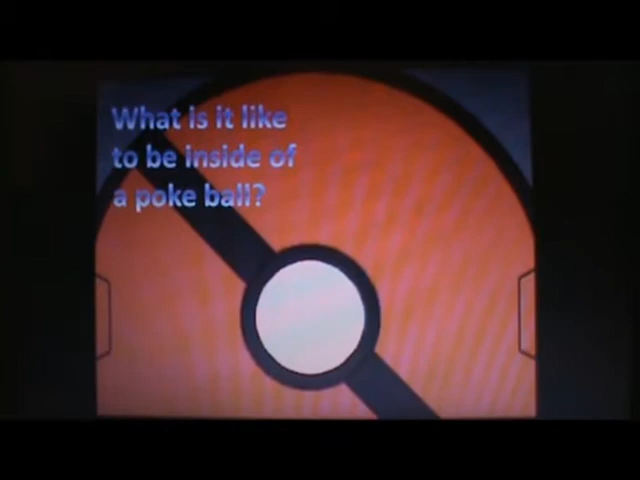 What is it like
to be inside of
a poke ball?